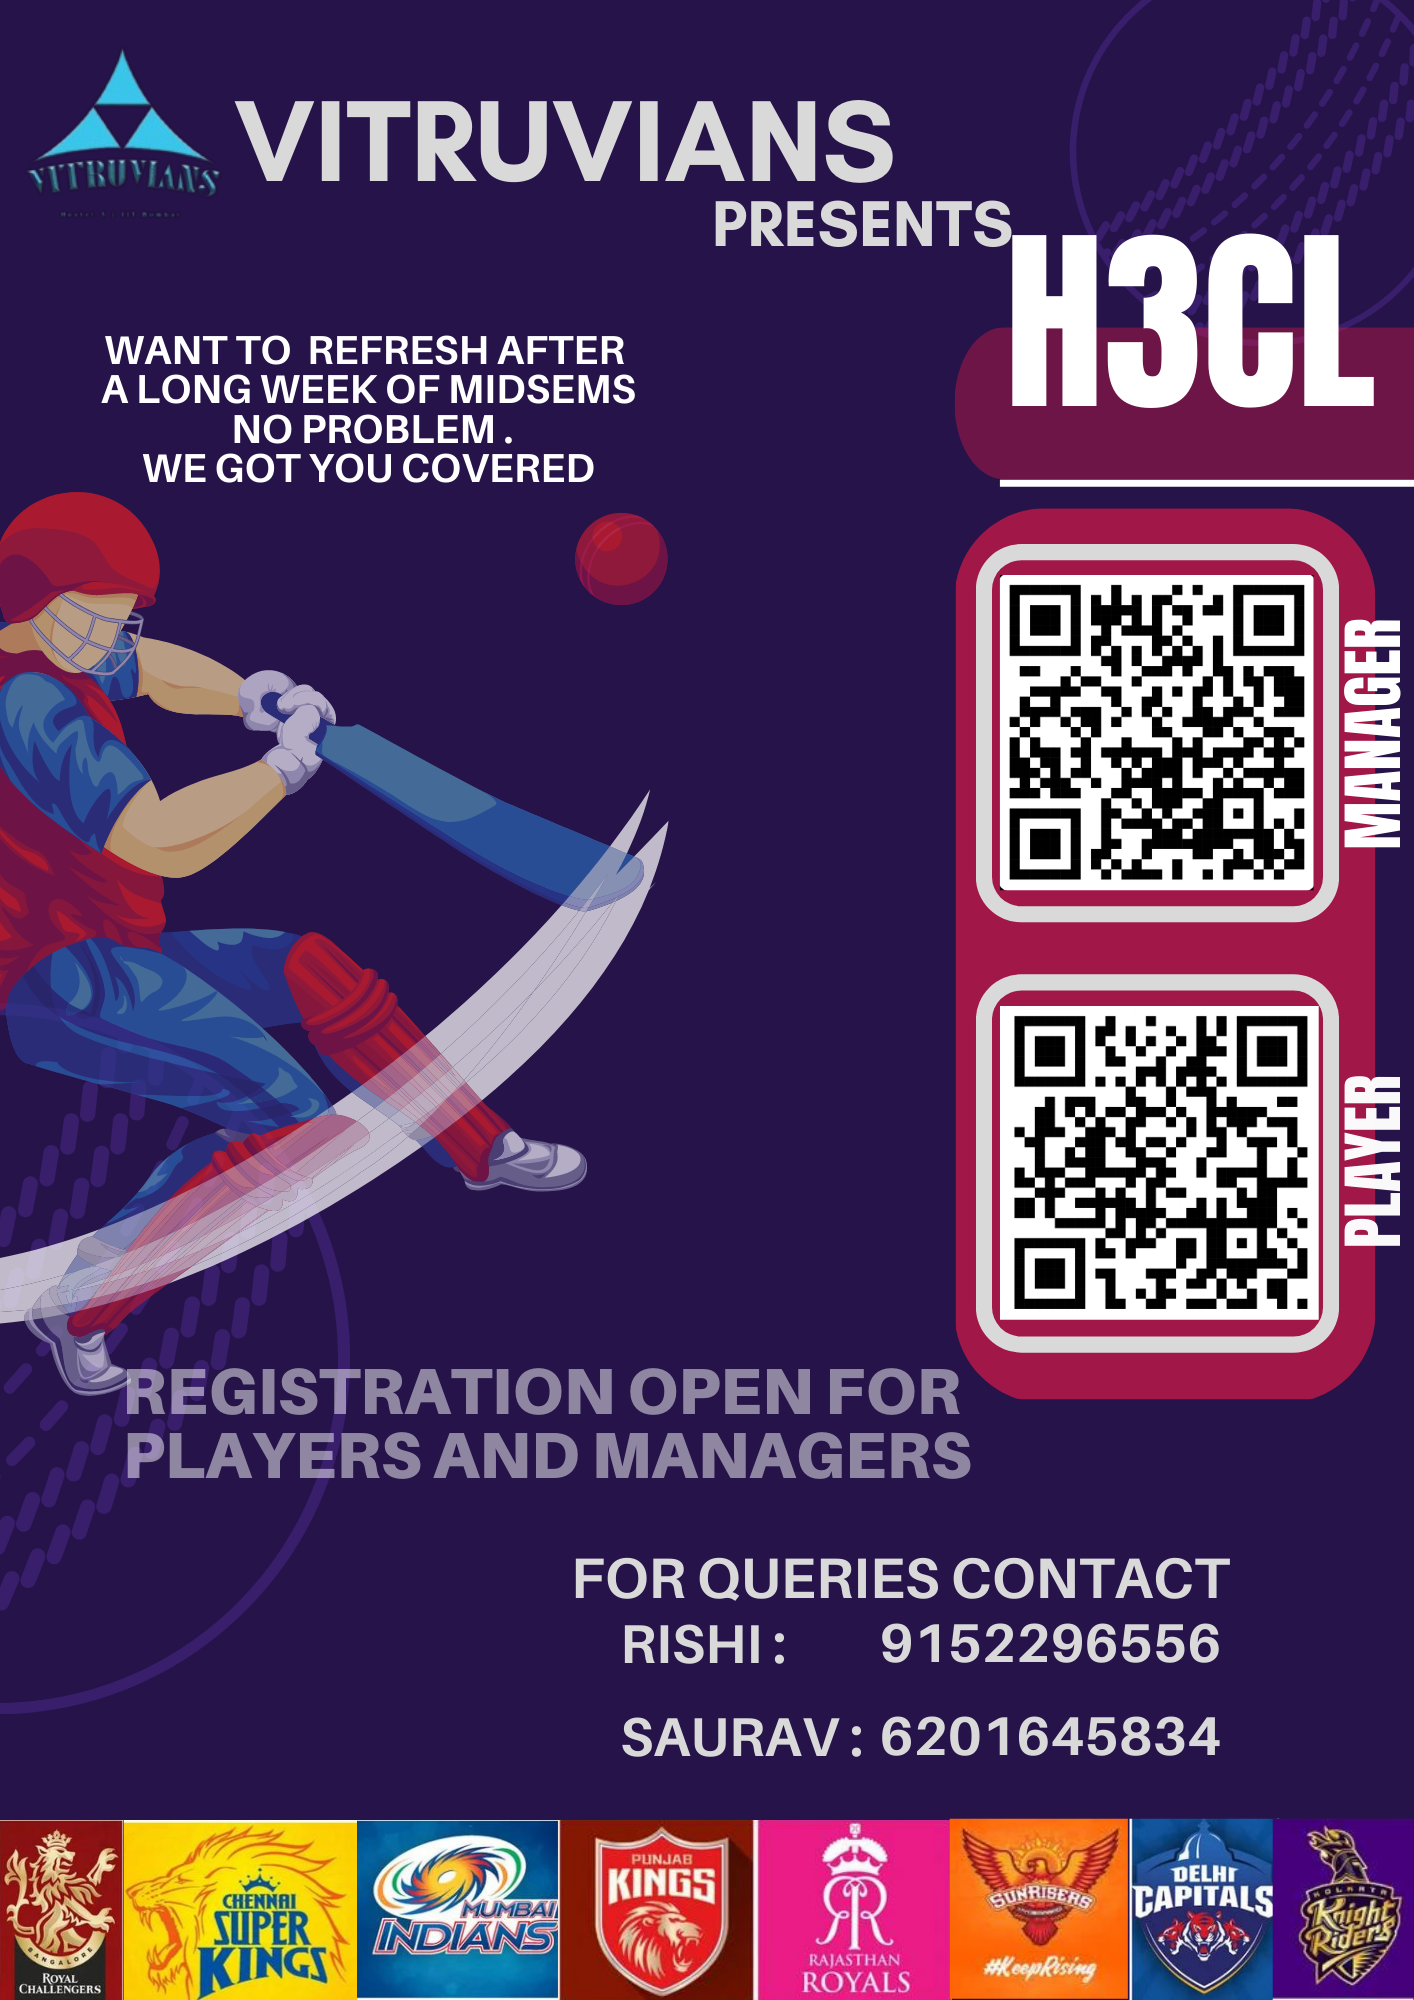 VITRUVIANS
VITRUVIANS
PRESENTS
H3CL
WANT TO REFRESH AFTER
A LONG WEEK OF MIDSEMS
NO PROBLEM .
WE GOT YOU COVERED
MANAGER
PLAYER
REGISTRATION OPEN FOR
PLAYERS AND MANAGERS
FOR QUERIES CONTACT
RISHI : 9152296556
SAURAV : 6201645834
BANGALORE
ROYAL
CHALLENGERS
CHENNAI
SUPER
KINGS
MUMBAI
INDIANS
PUNJAB
KINGS
RAJASTHAN
ROYALS
SUNRISERS
#KeepRising
DELHI
CAPITALS
KOLKATA
Knight
Riders